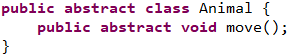 public abstract class Animal {
    public abstract void move();
}